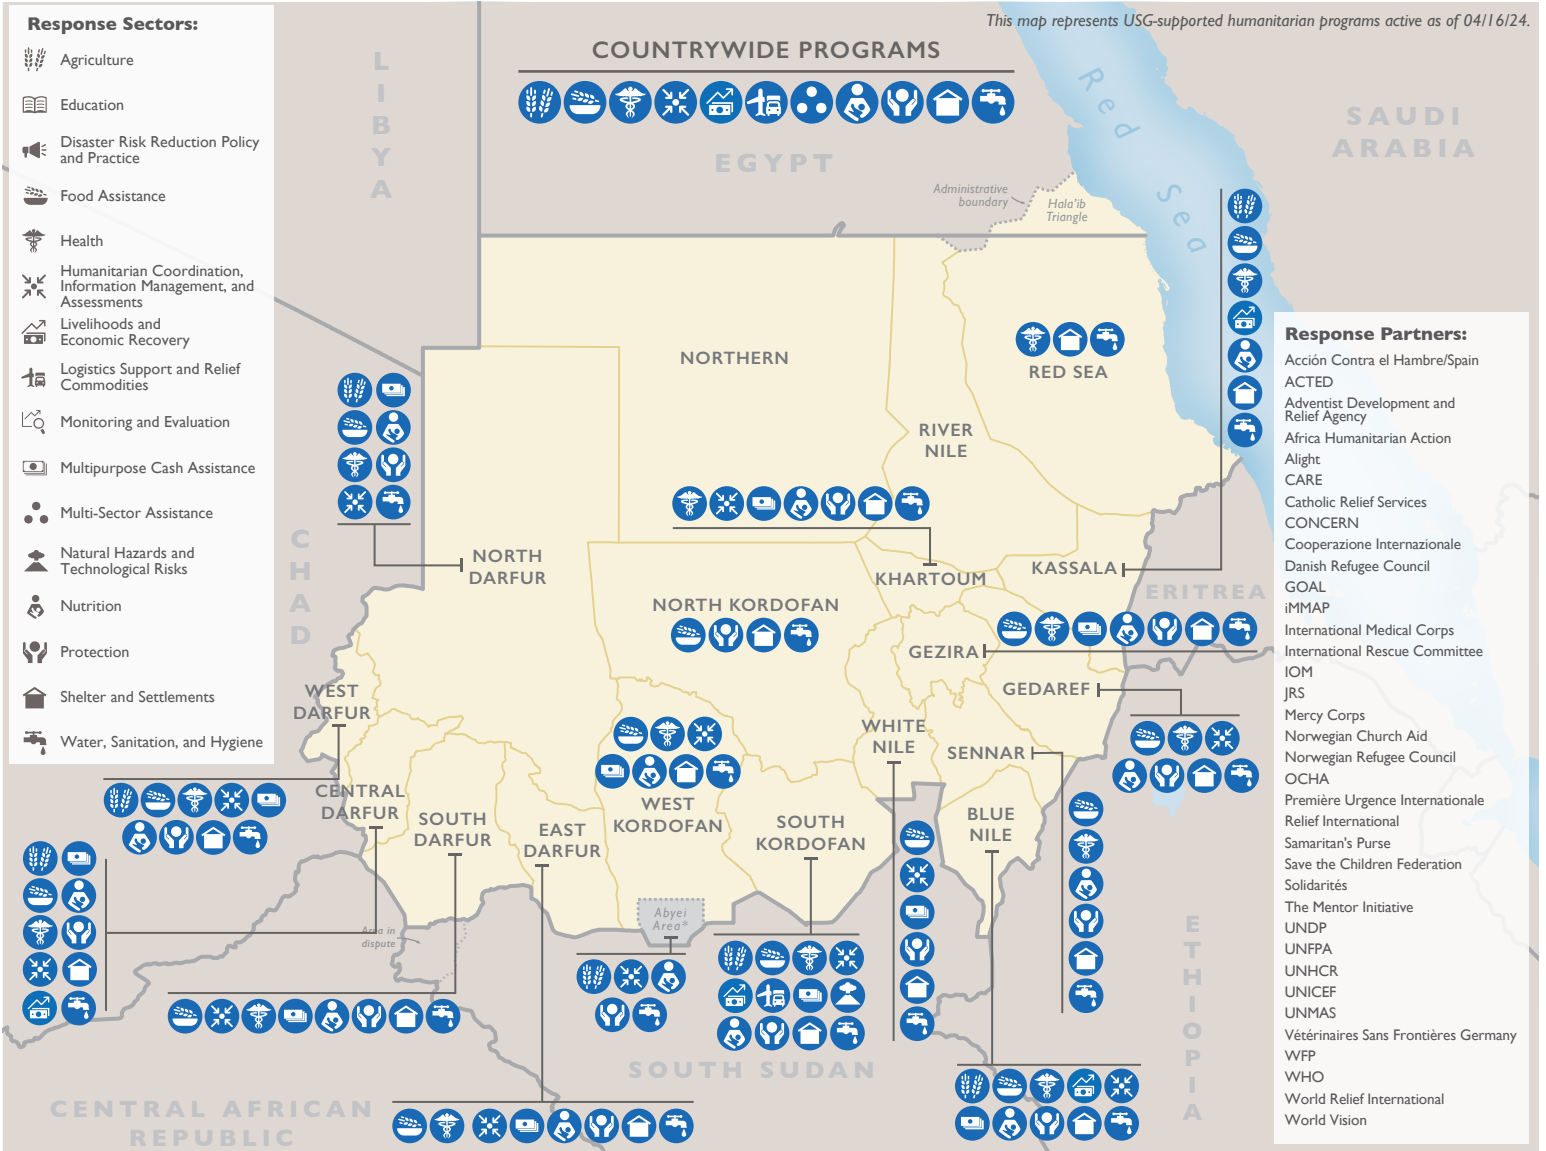 This map represents USG-supported humanitarian programs active as of 04/16/24.
Response Sectors:
Agriculture
Education
Disaster Risk Reduction Policy
and Practice
Food Assistance
Health
Humanitarian Coordination,
Information Management, and
Assessments
Livelihoods and
Economic Recovery
Logistics Support and Relief
Commodities
Monitoring and Evaluation
Multipurpose Cash Assistance
Multi-Sector Assistance
Natural Hazards and
Technological Risks
Nutrition
Protection
Shelter and Settlements
Water, Sanitation, and Hygiene
COUNTRYWIDE PROGRAMS
LIBYA
EGYPT
Red Sea
SAUDI
ARABIA
Administrative
boundary
Hala'ib
Triangle
NORTHERN
RED SEA
RIVER
NILE
CHAD
NORTH
DARFUR
KHARTOUM
KASSALA
ERITREA
NORTH KORDOFAN
GEZIRA
GEDAREF
WEST
DARFUR
WHITE
NILE
SENNAR
CENTRAL
DARFUR
SOUTH
DARFUR
EAST
DARFUR
WEST
KORDOFAN
SOUTH
KORDOFAN
BLUE
NILE
Abyei
Area*
Area in
dispute
ETHIOPIA
SOUTH SUDAN
CENTRAL AFRICAN
REPUBLIC
Response Partners:
Acción Contra el Hambre/Spain
ACTED
Adventist Development and
Relief Agency
Africa Humanitarian Action
Alight
CARE
Catholic Relief Services
CONCERN
Cooperazione Internazionale
Danish Refugee Council
GOAL
iMMAP
International Medical Corps
International Rescue Committee
IOM
JRS
Mercy Corps
Norwegian Church Aid
Norwegian Refugee Council
OCHA
Première Urgence Internationale
Relief International
Samaritan's Purse
Save the Children Federation
Solidarités
The Mentor Initiative
UNDP
UNFPA
UNHCR
UNICEF
UNMAS
Vétérinaires Sans Frontières Germany
WFP
WHO
World Relief International
World Vision